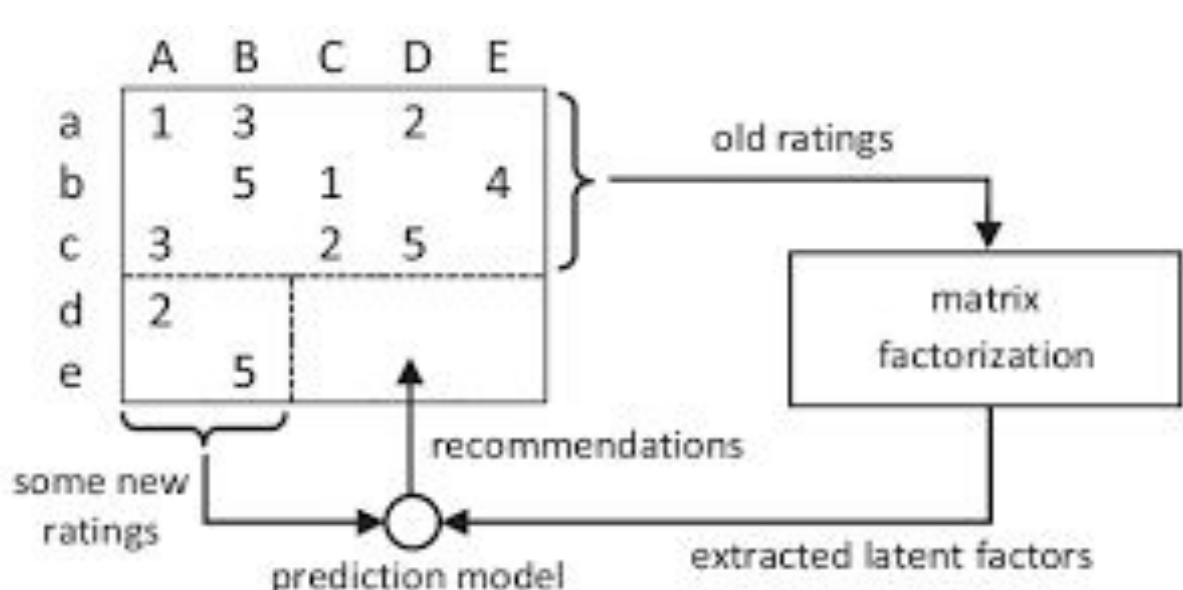 A B C D E
a 1 3 2
b 5 1 4
c 3 2 5
d 2
e 5
old ratings
matrix
factorization
recommendations
some new
ratings
prediction model
extracted latent factors